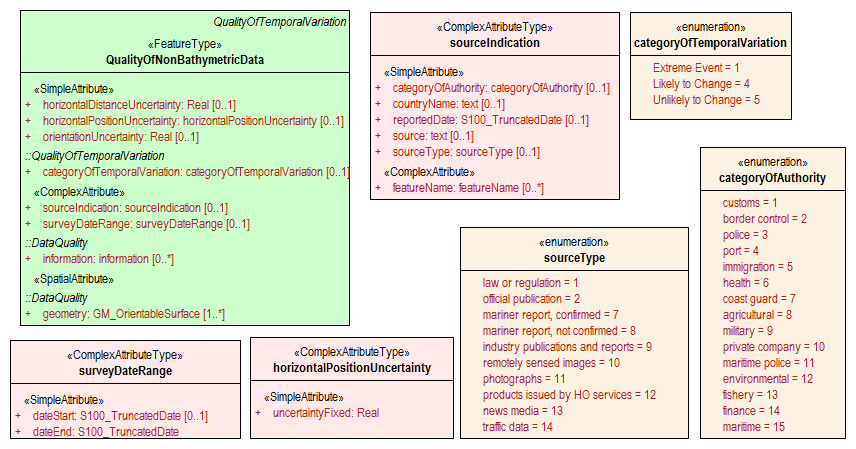 QualityOfTemporalVariation
«FeatureType»
QualityOfNonBathymetricData
«SimpleAttribute»
+ horizontalDistanceUncertainty: Real [0..1]
+ horizontalPositionUncertainty: horizontalPositionUncertainty [0..1]
+ orientationUncertainty: Real [0..1]
::QualityOfTemporalVariation
+ categoryOfTemporalVariation: categoryOfTemporalVariation [0..1]
«ComplexAttribute»
+ sourceIndication: sourceIndication [0..1]
+ surveyDateRange: surveyDateRange [0..1]
::DataQuality
+ information: information [0..*]
«SpatialAttribute»
::DataQuality
+ geometry: GM_OrientableSurface [1..*]
«ComplexAttributeType»
sourceIndication
«SimpleAttribute»
+ categoryOfAuthority: categoryOfAuthority [0..1]
+ countryName: text [0..1]
+ reportedDate: S100_TruncatedDate [0..1]
+ source: text [0..1]
+ sourceType: sourceType [0..1]
«ComplexAttribute»
+ featureName: featureName [0..*]
«enumeration»
categoryOfTemporalVariation
Extreme Event = 1
Likely to Change = 4
Unlikely to Change = 5
«enumeration»
categoryOfAuthority
customs = 1
border control = 2
police = 3
port = 4
immigration = 5
health = 6
coast guard = 7
agricultural = 8
military = 9
private company = 10
maritime police = 11
environmental = 12
fishery = 13
finance = 14
maritime = 15
«enumeration»
sourceType
law or regulation = 1
official publication = 2
mariner report, confirmed = 7
mariner report, not confirmed = 8
industry publications and reports = 9
remotely sensed images = 10
photographs = 11
products issued by HO services = 12
news media = 13
traffic data = 14
«ComplexAttributeType»
surveyDateRange
«SimpleAttribute»
+ dateStart: S100_TruncatedDate [0..1]
+ dateEnd: S100_TruncatedDate
«ComplexAttributeType»
horizontalPositionUncertainty
«SimpleAttribute»
+ uncertaintyFixed: Real